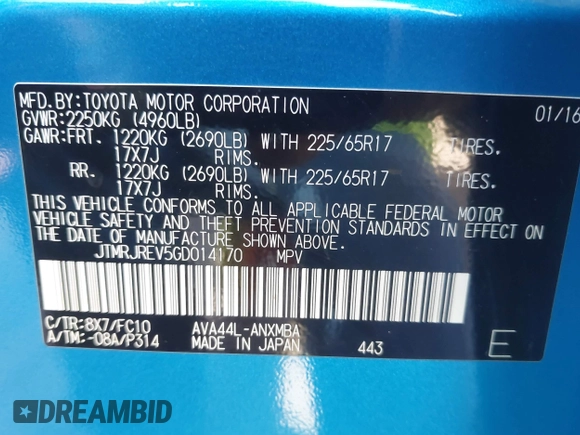 MFD.BY:TOYOTA MOTOR CORPORATION 01/16
GVWR:2250KG (4960LB)
GAWR:FRT. 1220KG (2690LB) WITH 225/65R17 TIRES.
17X7J RIMS.
RR. 1220KG (2690LB) WITH 225/65R17 TIRES.
17X7J RIMS.
THIS VEHICLE CONFORMS TO ALL APPLICABLE FEDERAL MOTOR
VEHICLE SAFETY AND THEFT PREVENTION STANDARDS IN EFFECT ON
THE DATE OF MANUFACTURE SHOWN ABOVE.
JTMRJREV5GD014170 MPV
C/TR:8X7/FC10 AVA44L-ANXMBA
A/TM:-08A/P314 MADE IN JAPAN 443 E
DREAMBID